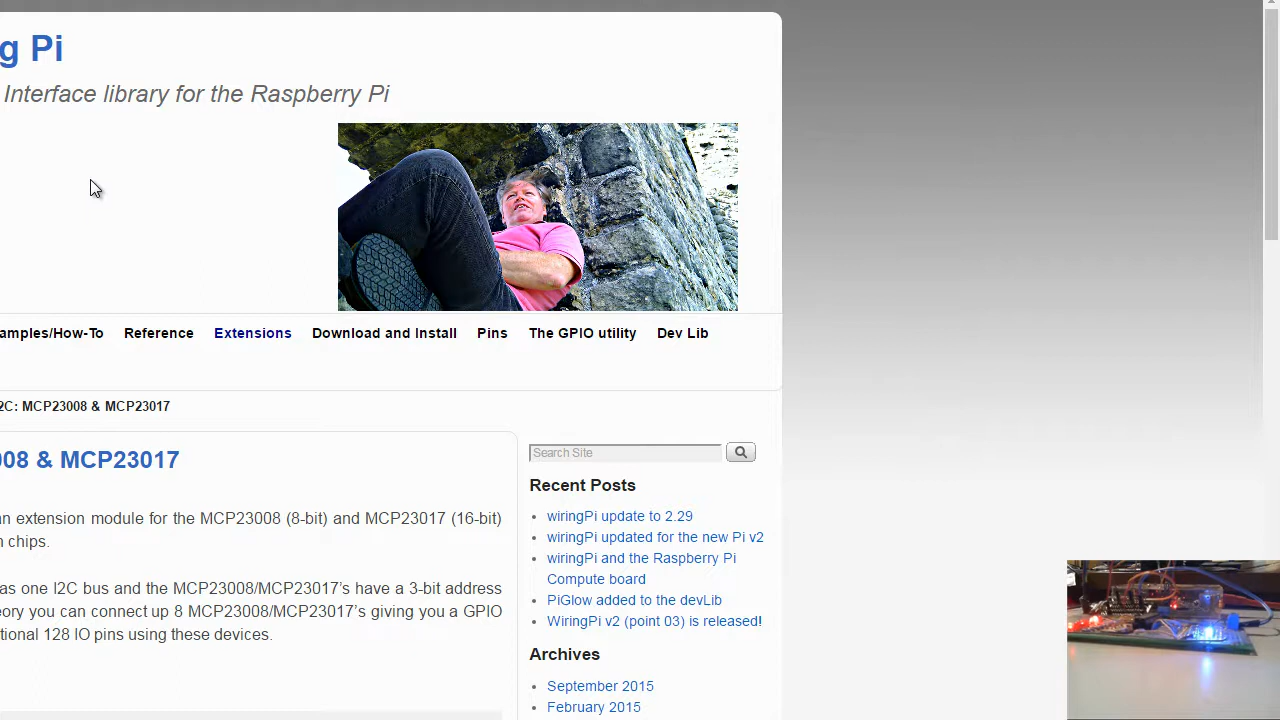 g Pi
Interface library for the Raspberry Pi
amples/How-To Reference Extensions Download and Install Pins The GPIO utility Dev Lib
2C: MCP23008 & MCP23017
008 & MCP23017
an extension module for the MCP23008 (8-bit) and MCP23017 (16-bit)
n chips.
as one I2C bus and the MCP23008/MCP23017's have a 3-bit address
eory you can connect up 8 MCP23008/MCP23017's giving you a GPIO
tional 128 IO pins using these devices.
Search Site
Recent Posts
wiringPi update to 2.29
wiringPi updated for the new Pi v2
wiringPi and the Raspberry Pi
Compute board
PiGlow added to the devLib
WiringPi v2 (point 03) is released!
Archives
September 2015
February 2015